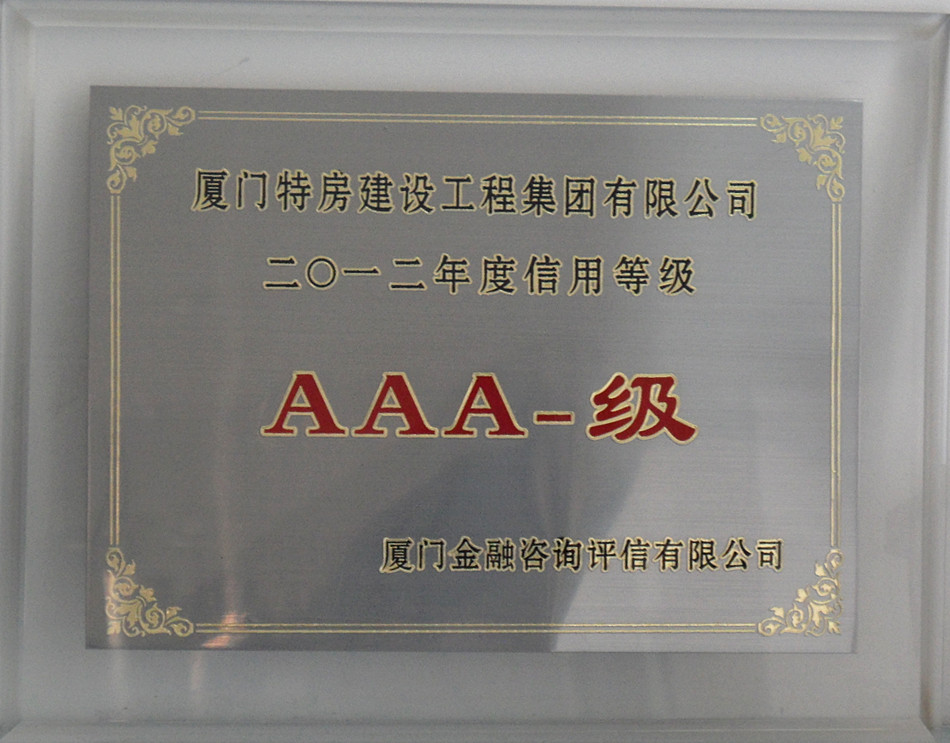 厦门特房建设工程集团有限公司
二〇一二年度信用等级
AAA-级
厦门金融咨询评信有限公司